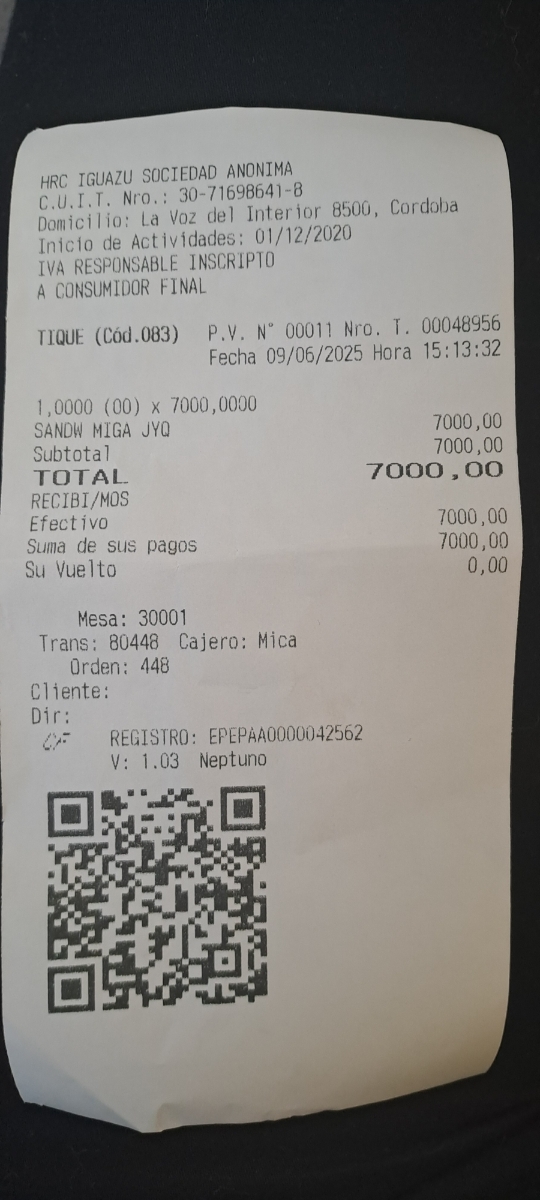 HRC IGUAZU SOCIEDAD ANONIMA
C.U.I.T. Nro.: 30-71698641-8
Domicilio: La Voz del Interior 8500, Cordoba
Inicio de Actividades: 01/12/2020
IVA RESPONSABLE INSCRIPTO
A CONSUMIDOR FINAL
TIQUE (Cód.083) P.V. N° 00011 Nro. T. 00048956
Fecha 09/06/2025 Hora 15:13:32
1,0000 (00) x 7000,0000
SANDW MIGA JYQ 7000,00
Subtotal 7000,00
TOTAL 7000,00
RECIBI/MOS
Efectivo 7000,00
Suma de sus pagos 7000,00
Su Vuelto 0,00
Mesa: 30001
Trans: 80448 Cajero: Mica
Orden: 448
Cliente:
Dir:
CF REGISTRO: EPEPAA0000042562
V: 1.03 Neptuno